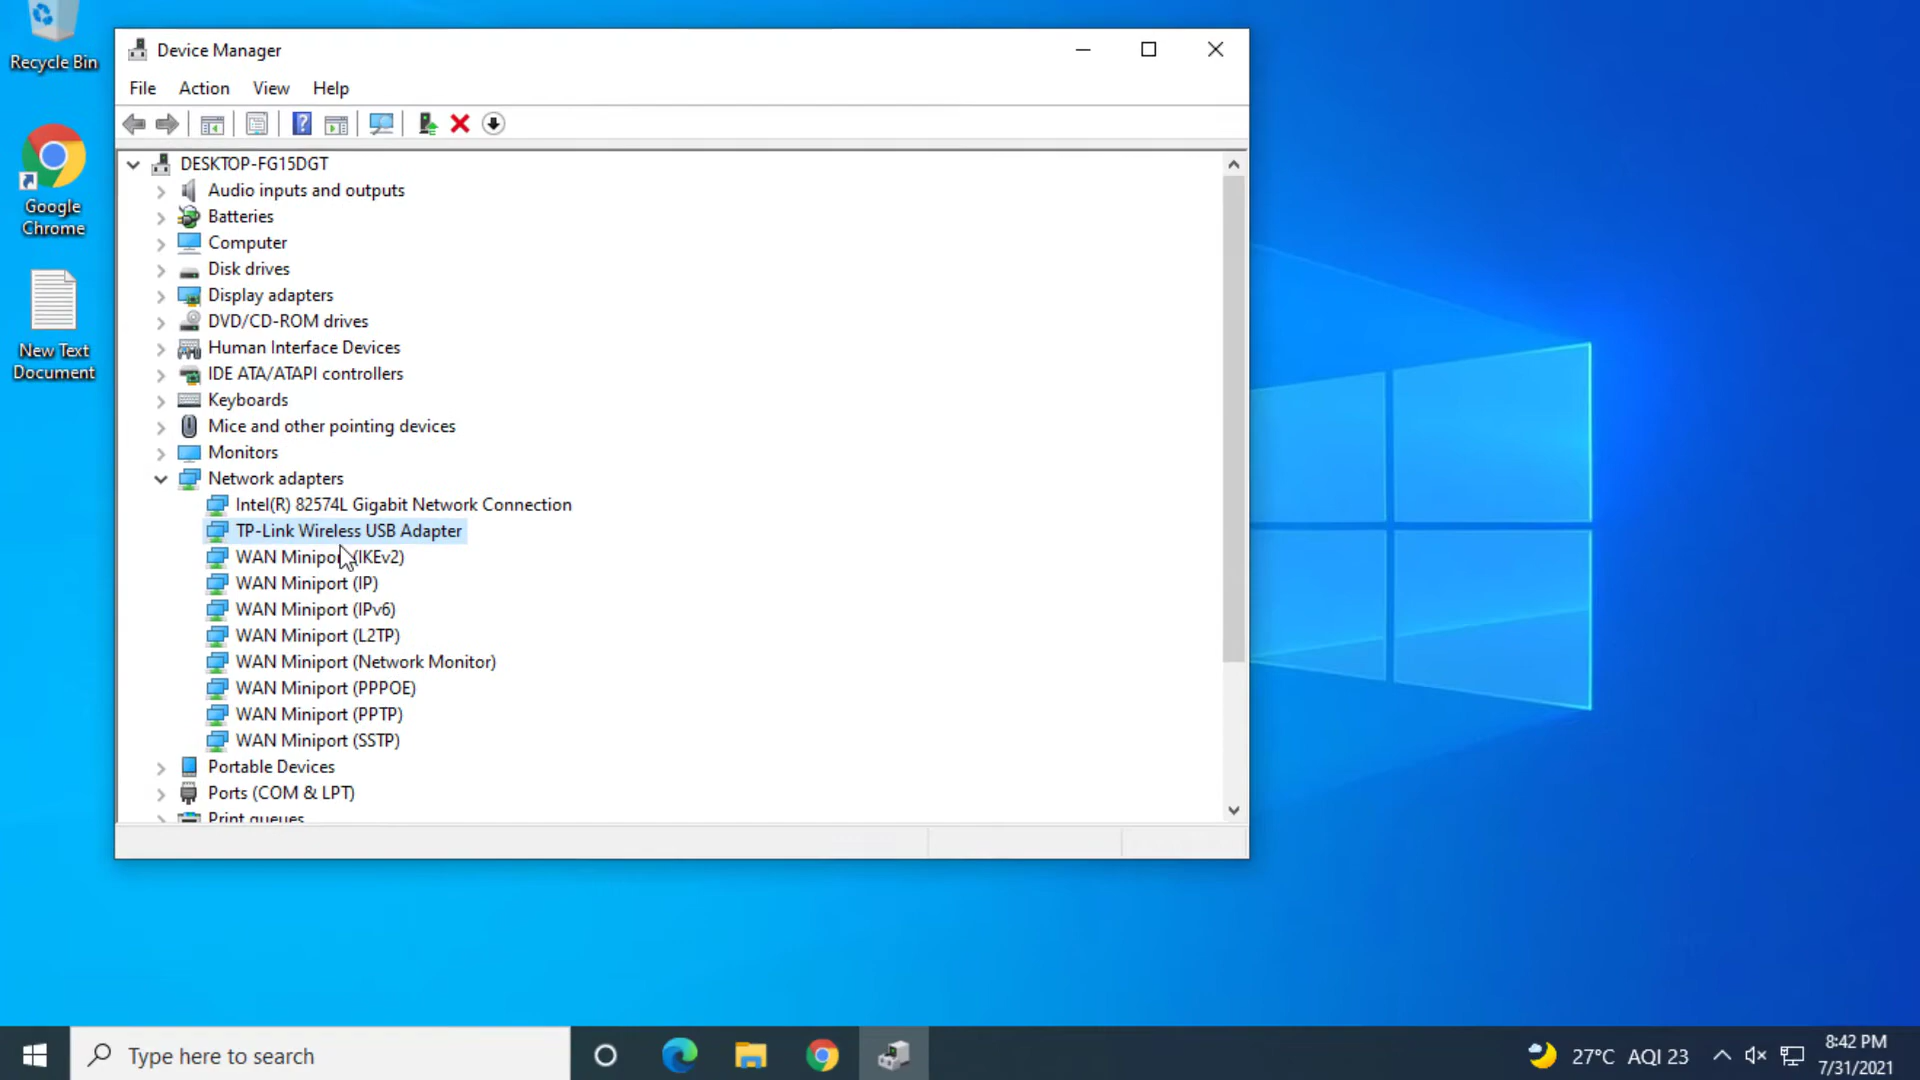 Recycle Bin
Google
Chrome
New Text
Document
Device Manager
File Action View Help
DESKTOP-FG15DGT
Audio inputs and outputs
Batteries
Computer
Disk drives
Display adapters
DVD/CD-ROM drives
Human Interface Devices
IDE ATA/ATAPI controllers
Keyboards
Mice and other pointing devices
Monitors
Network adapters
Intel(R) 82574L Gigabit Network Connection
TP-Link Wireless USB Adapter
WAN Miniport (IKEv2)
WAN Miniport (IP)
WAN Miniport (IPv6)
WAN Miniport (L2TP)
WAN Miniport (Network Monitor)
WAN Miniport (PPPOE)
WAN Miniport (PPTP)
WAN Miniport (SSTP)
Portable Devices
Ports (COM & LPT)
Print queues
Type here to search
27°C AQI 23
8:42 PM
7/31/2021